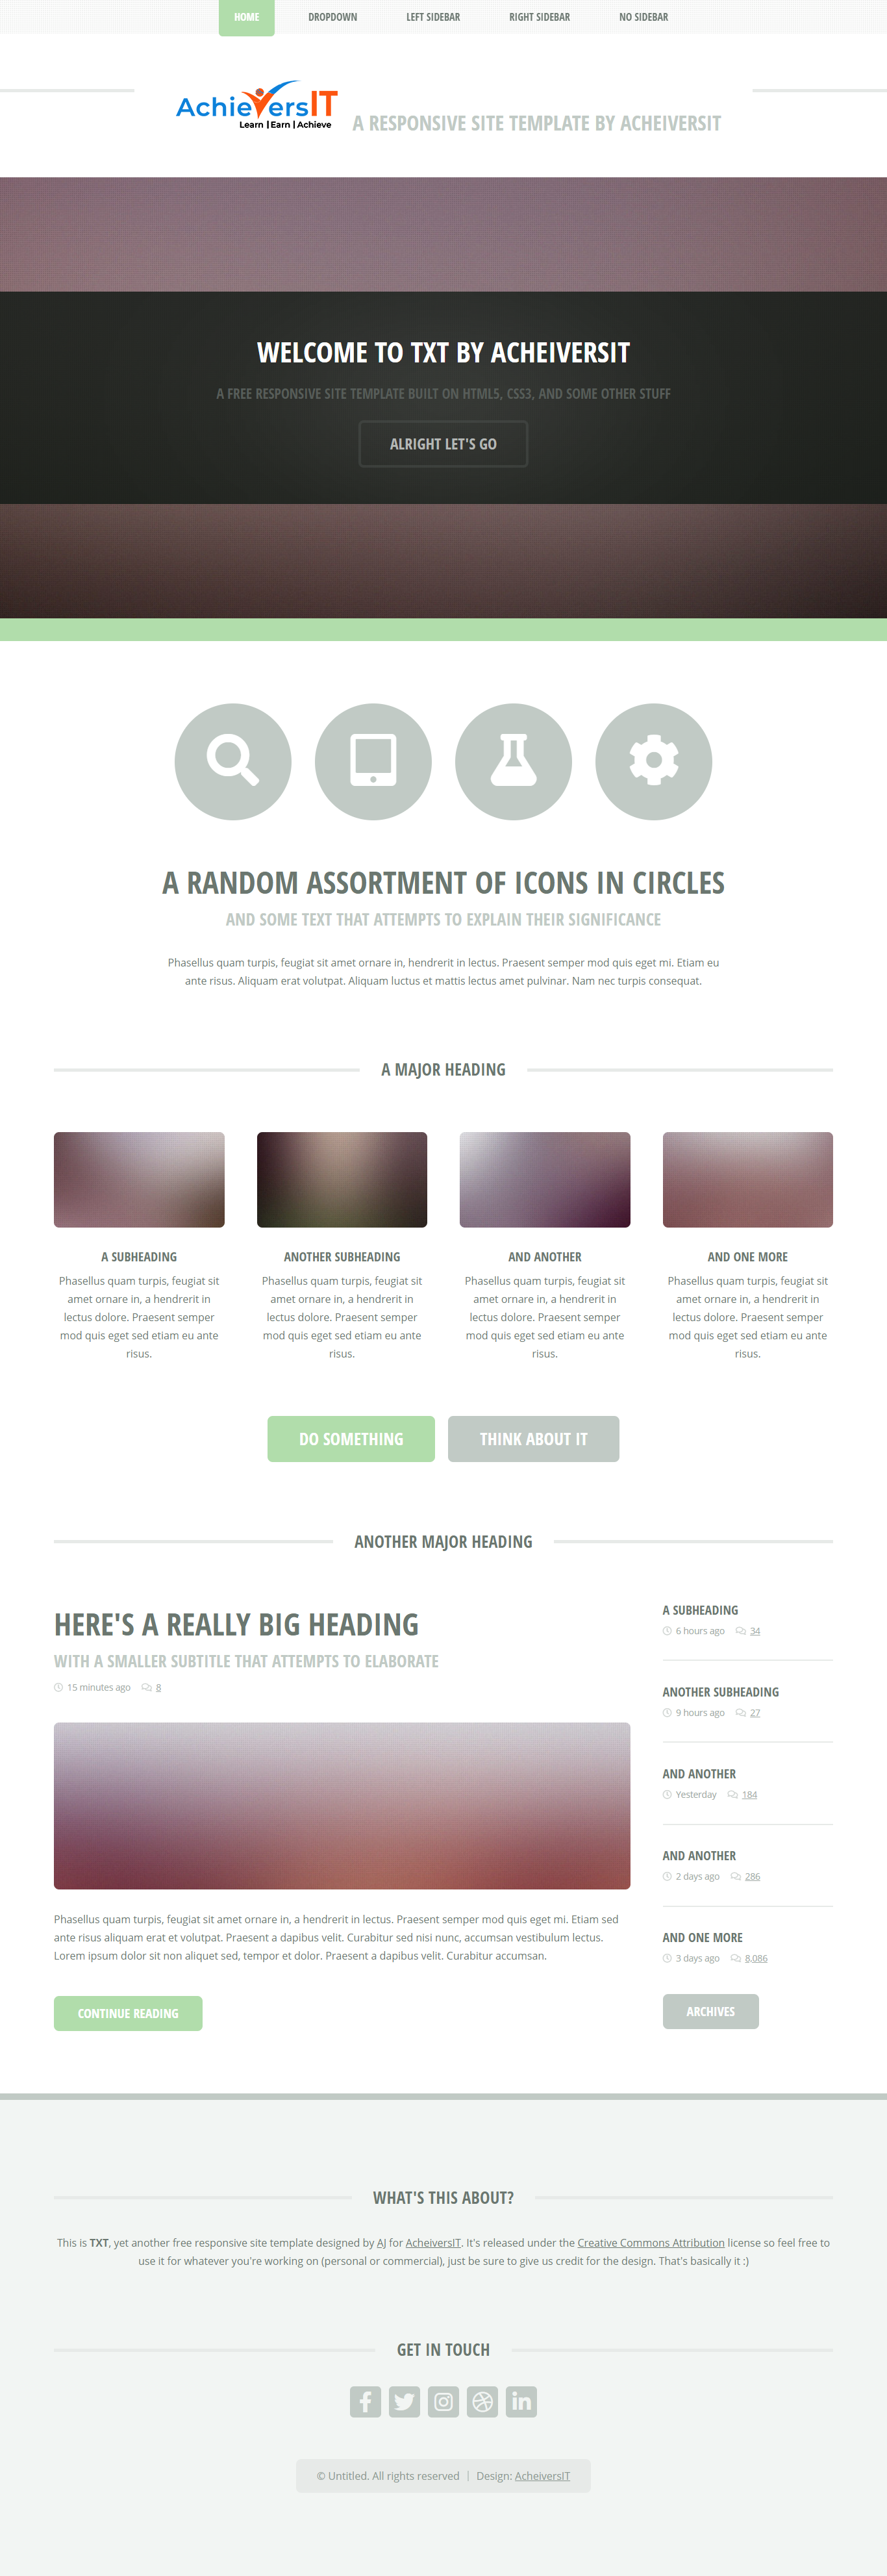 HOME DROPDOWN LEFT SIDEBAR RIGHT SIDEBAR NO SIDEBAR
AchieversIT
Learn | Earn | Achieve
A RESPONSIVE SITE TEMPLATE BY ACHEIVERSIT
WELCOME TO TXT BY ACHEIVERSIT
A FREE RESPONSIVE SITE TEMPLATE BUILT ON HTML5, CSS3, AND SOME OTHER STUFF
ALRIGHT LET'S GO
A RANDOM ASSORTMENT OF ICONS IN CIRCLES
AND SOME TEXT THAT ATTEMPTS TO EXPLAIN THEIR SIGNIFICANCE
Phasellus quam turpis, feugiat sit amet ornare in, hendrerit in lectus. Praesent semper mod quis eget mi. Etiam eu
ante risus. Aliquam erat volutpat. Aliquam luctus et mattis lectus amet pulvinar. Nam nec turpis consequat.
A MAJOR HEADING
A SUBHEADING
Phasellus quam turpis, feugiat sit
amet ornare in, a hendrerit in
lectus dolore. Praesent semper
mod quis eget sed etiam eu ante
risus.
ANOTHER SUBHEADING
Phasellus quam turpis, feugiat sit
amet ornare in, a hendrerit in
lectus dolore. Praesent semper
mod quis eget sed etiam eu ante
risus.
AND ANOTHER
Phasellus quam turpis, feugiat sit
amet ornare in, a hendrerit in
lectus dolore. Praesent semper
mod quis eget sed etiam eu ante
risus.
AND ONE MORE
Phasellus quam turpis, feugiat sit
amet ornare in, a hendrerit in
lectus dolore. Praesent semper
mod quis eget sed etiam eu ante
risus.
DO SOMETHING THINK ABOUT IT
ANOTHER MAJOR HEADING
HERE'S A REALLY BIG HEADING
WITH A SMALLER SUBTITLE THAT ATTEMPTS TO ELABORATE
15 minutes ago 8
Phasellus quam turpis, feugiat sit amet ornare in, a hendrerit in lectus. Praesent semper mod quis eget mi. Etiam sed
ante risus aliquam erat et volutpat. Praesent a dapibus velit. Curabitur sed nisi nunc, accumsan vestibulum lectus.
Lorem ipsum dolor sit non aliquet sed, tempor et dolor. Praesent a dapibus velit. Curabitur accumsan.
CONTINUE READING
A SUBHEADING
6 hours ago 34
ANOTHER SUBHEADING
9 hours ago 27
AND ANOTHER
Yesterday 184
AND ANOTHER
2 days ago 286
AND ONE MORE
3 days ago 8,086
ARCHIVES
WHAT'S THIS ABOUT?
This is TXT, yet another free responsive site template designed by AJ for AcheiversIT. It's released under the Creative Commons Attribution license so feel free to
use it for whatever you're working on (personal or commercial), just be sure to give us credit for the design. That's basically it :)
GET IN TOUCH
© Untitled. All rights reserved | Design: AcheiversIT